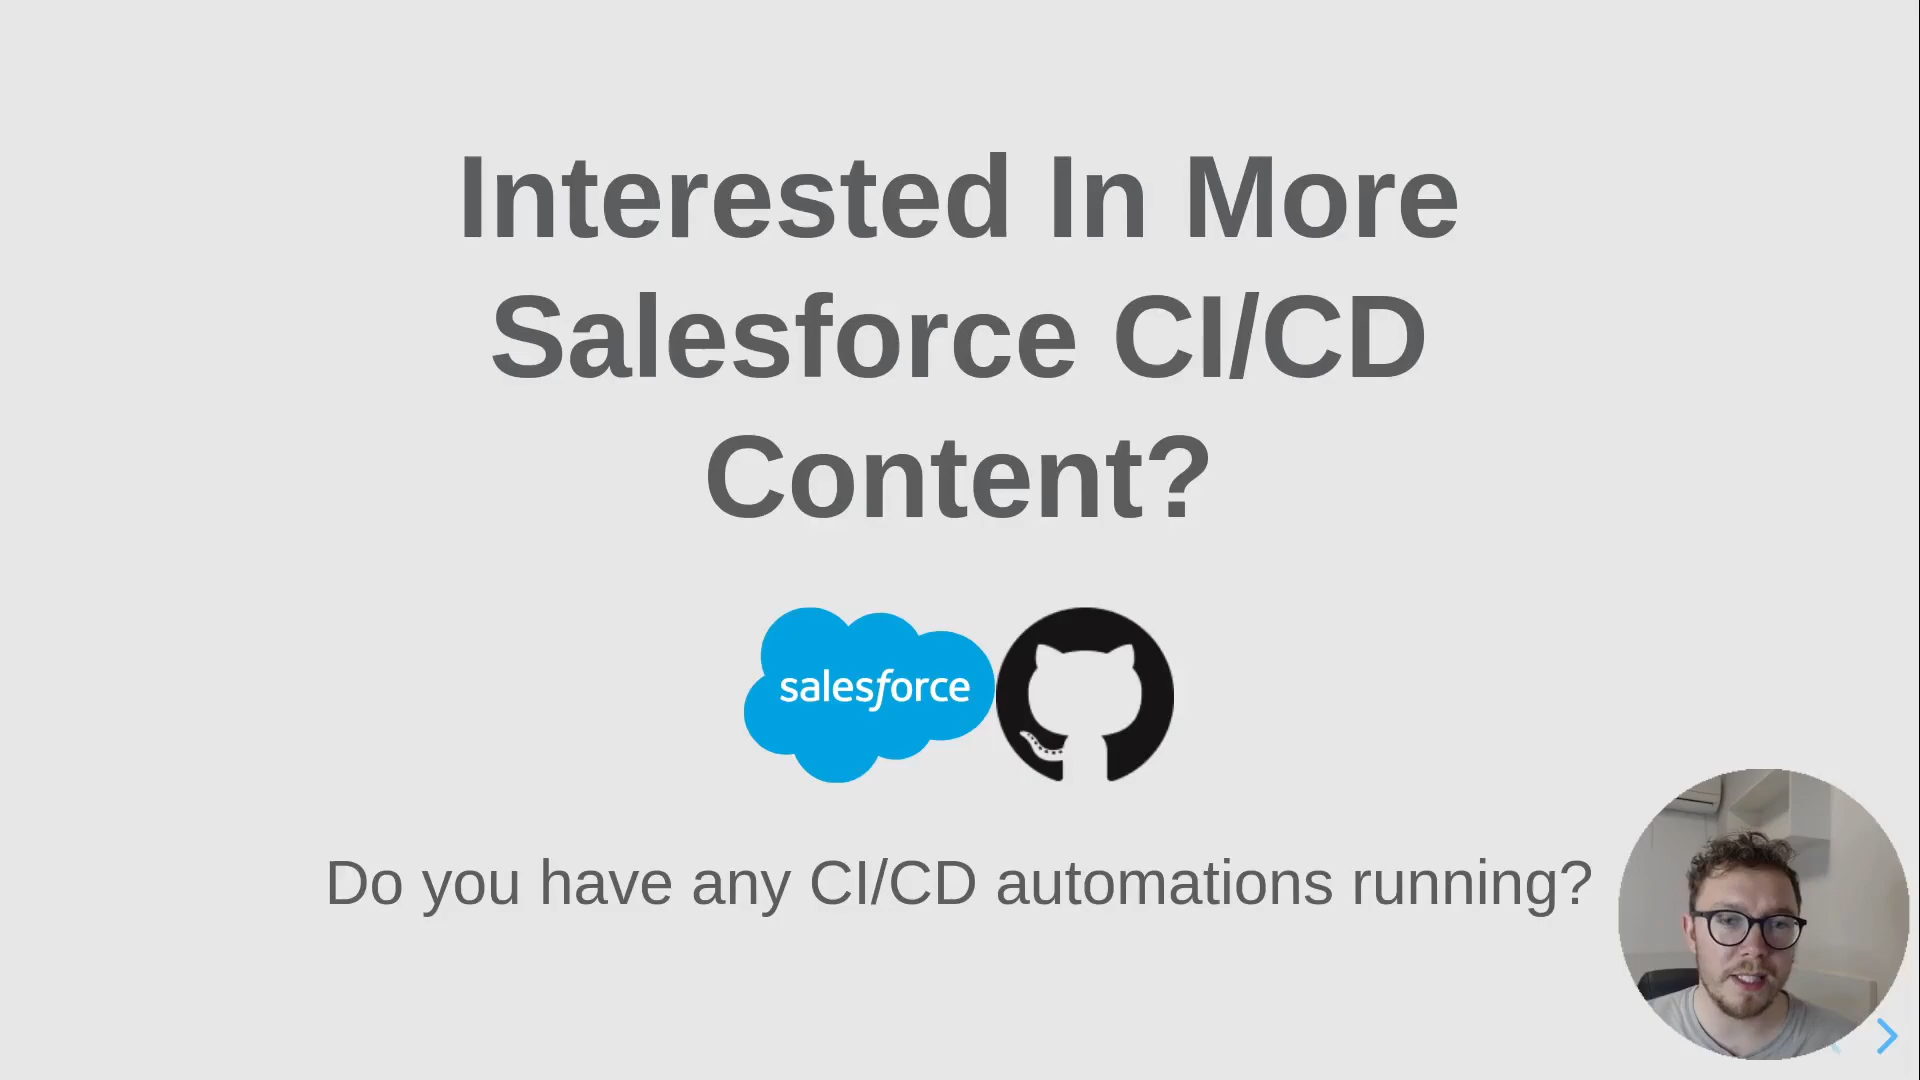 Interested In More
Salesforce CI/CD
Content?
salesforce
Do you have any CI/CD automations running?